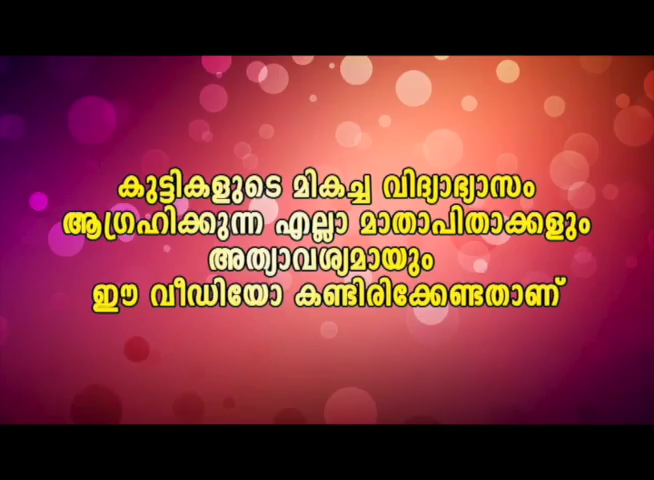 കുട്ടികളുടെ മികച്ച വിദ്യാഭ്യാസം
ആഗ്രഹിക്കുന്ന എല്ലാ മാതാപിതാക്കളും
അത്യാവശ്യമായും
ഈ വീഡിയോ കണ്ടിരിക്കേണ്ടതാണ്